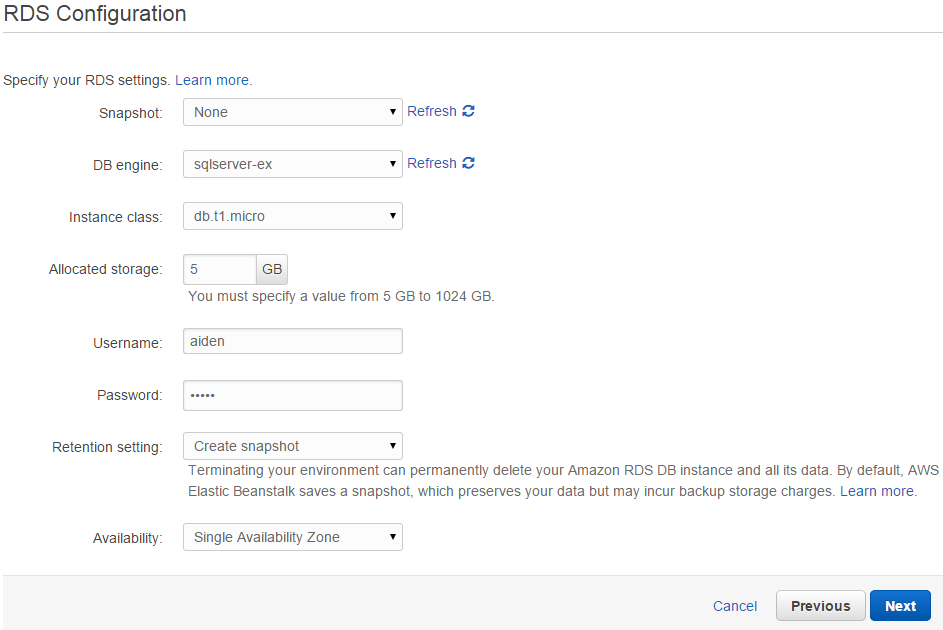 RDS Configuration
Specify your RDS settings. Learn more.
Snapshot: None Refresh
DB engine: sqlserver-ex Refresh
Instance class: db.t1.micro
Allocated storage: 5 GB
You must specify a value from 5 GB to 1024 GB.
Username: aiden
Password: •••••
Retention setting: Create snapshot
Terminating your environment can permanently delete your Amazon RDS DB instance and all its data. By default, AWS
Elastic Beanstalk saves a snapshot, which preserves your data but may incur backup storage charges. Learn more.
Availability: Single Availability Zone
Cancel Previous Next